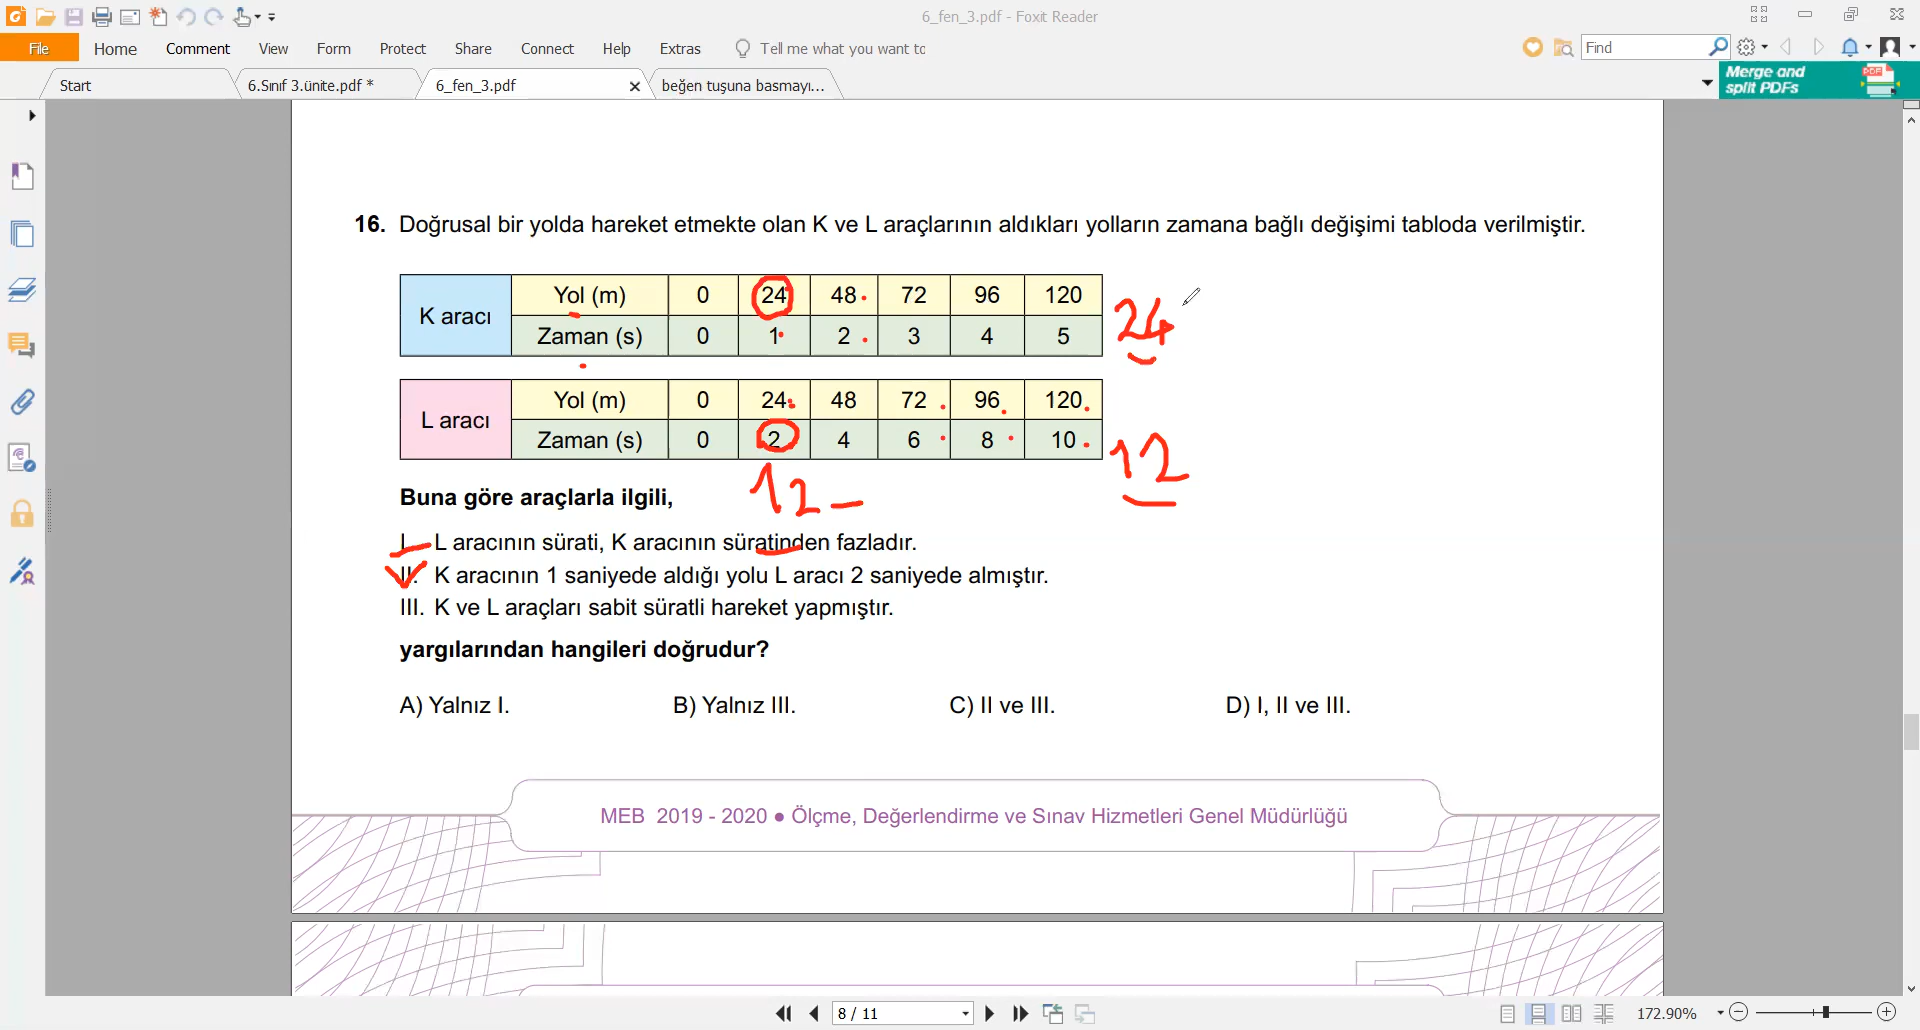 6_fen_3.pdf - Foxit Reader
File Home Comment View Form Protect Share Connect Help Extras Tell me what you want to Find
Start 6.Sınıf 3.ünite.pdf * 6_fen_3.pdf beğen tuşuna basmayı... Merge and split PDFs
16. Doğrusal bir yolda hareket etmekte olan K ve L araçlarının aldıkları yolların zamana bağlı değişimi tabloda verilmiştir.
K aracı
Yol (m) 0 24 48 72 96 120
Zaman (s) 0 1 2 3 4 5
24
L aracı
Yol (m) 0 24 48 72 96 120
Zaman (s) 0 2 4 6 8 10
12
12
Buna göre araçlarla ilgili,
I. L aracının sürati, K aracının süratinden fazladır.
II. K aracının 1 saniyede aldığı yolu L aracı 2 saniyede almıştır.
III. K ve L araçları sabit süratli hareket yapmıştır.
yargılarından hangileri doğrudur?
A) Yalnız I. B) Yalnız III. C) II ve III. D) I, II ve III.
MEB 2019 - 2020 ● Ölçme, Değerlendirme ve Sınav Hizmetleri Genel Müdürlüğü
8 / 11 172.90%